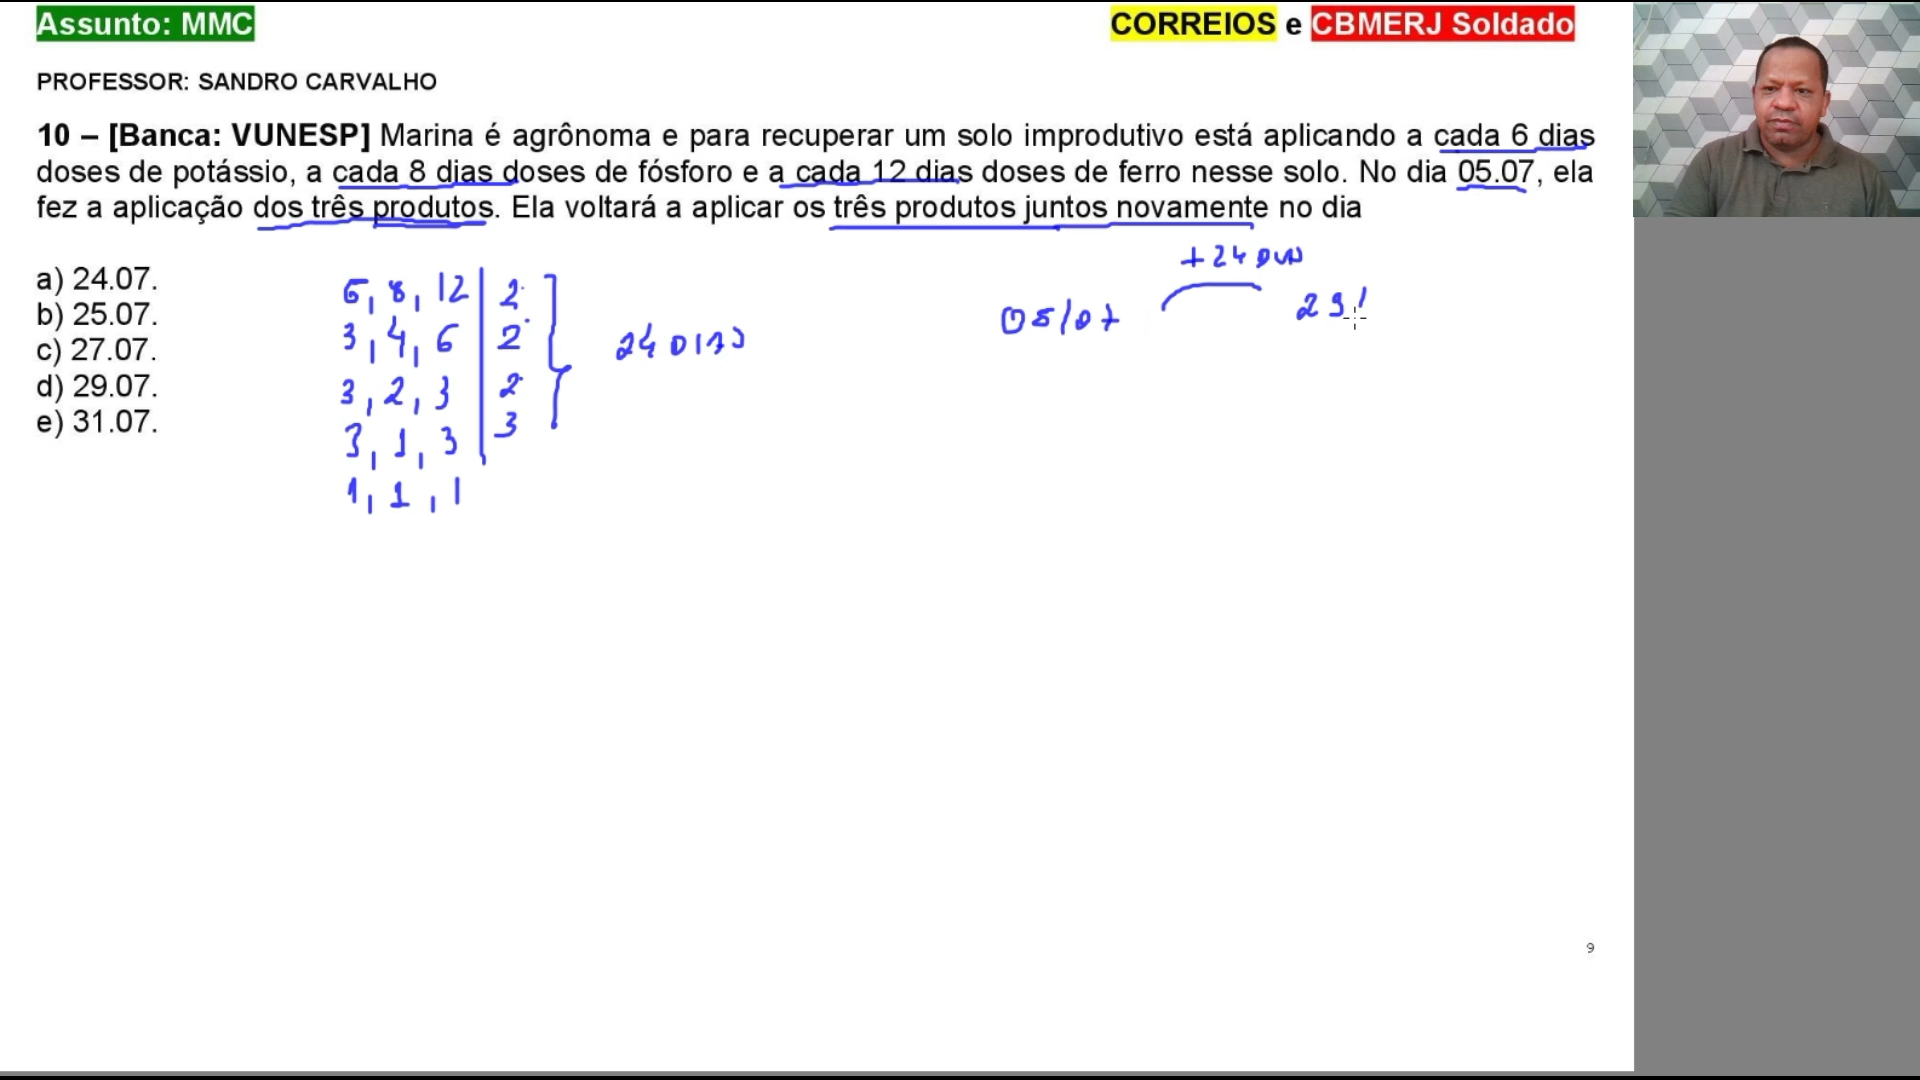 Assunto: MMC
CORREIOS e CBMERJ Soldado
PROFESSOR: SANDRO CARVALHO
10 – [Banca: VUNESP] Marina é agrônoma e para recuperar um solo improdutivo está aplicando a cada 6 dias
doses de potássio, a cada 8 dias doses de fósforo e a cada 12 dias doses de ferro nesse solo. No dia 05.07, ela
fez a aplicação dos três produtos. Ela voltará a aplicar os três produtos juntos novamente no dia
a) 24.07.
b) 25.07.
c) 27.07.
d) 29.07.
e) 31.07.
6, 8, 12 | 2
3, 4, 6 | 2
3, 2, 3 | 2
3, 1, 3 | 3
1, 1, 1
24 DIAS
05/07
+24 DIAS
29/
9